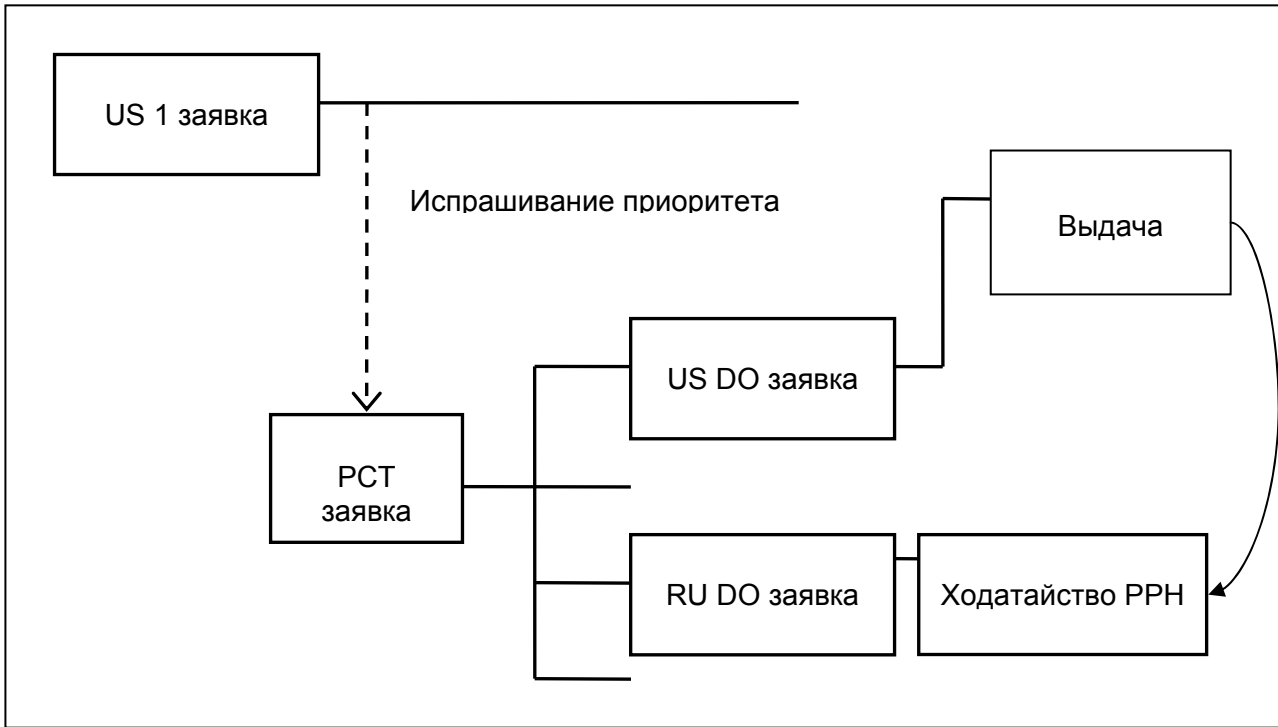 US 1 заявка
Испрашивание приоритета
Выдача
US DO заявка
PCT
заявка
RU DO заявка
Ходатайство PPH